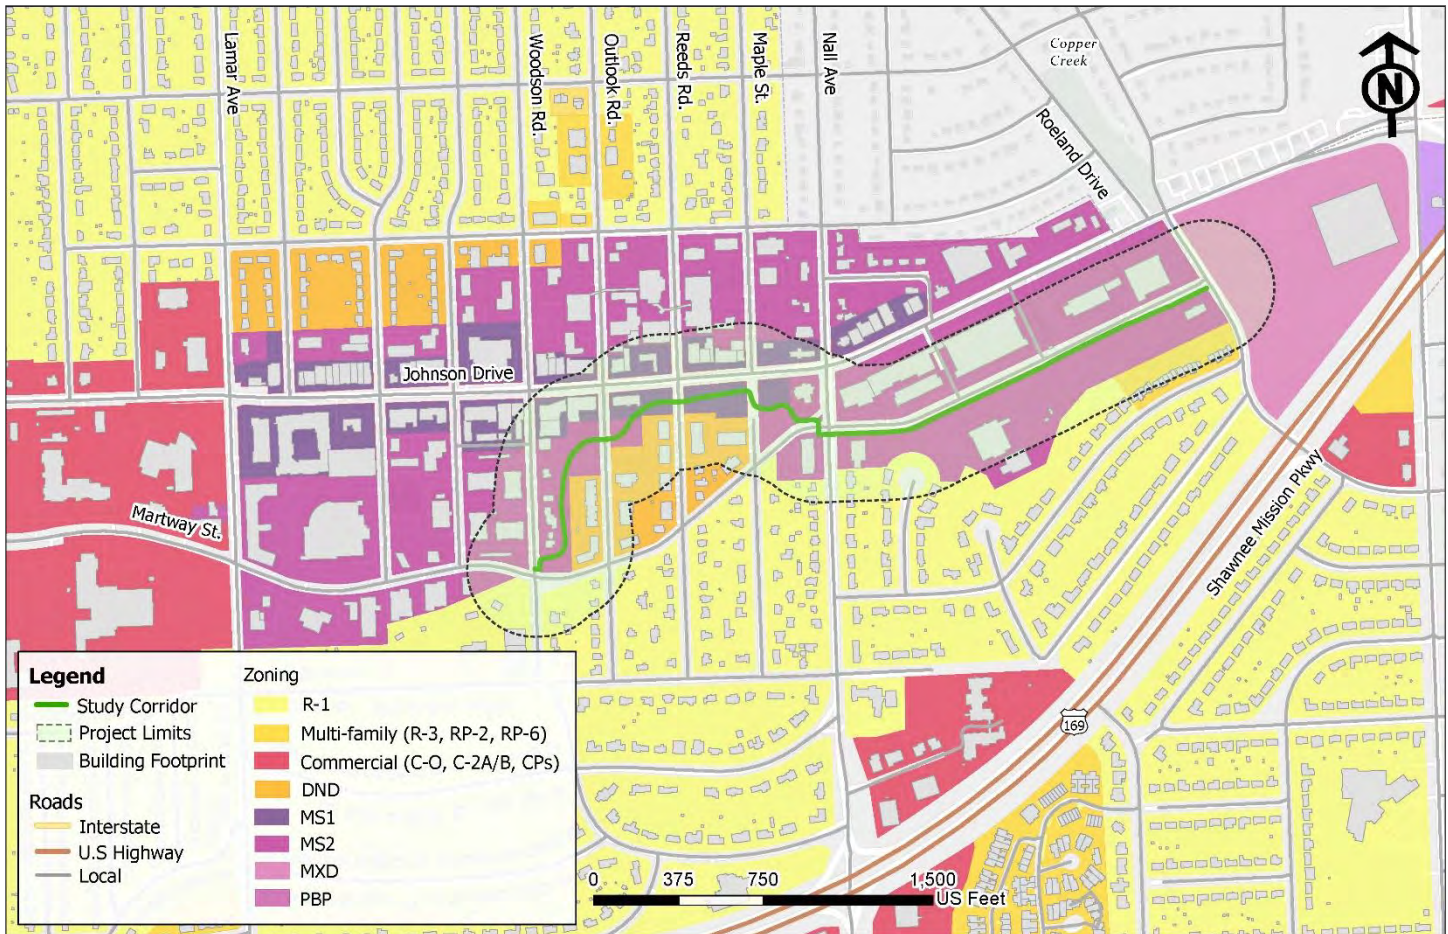 Copper
Creek
N
Lamar Ave
Woodson Rd.
Outlook Rd.
Reeds Rd.
Maple St.
Nall Ave
Roeland Drive
Johnson Drive
Martway St.
Shawnee Mission Pkwy
169
Legend
Study Corridor
Project Limits
Building Footprint
Roads
Interstate
U.S Highway
Local
Zoning
R-1
Multi-family (R-3, RP-2, RP-6)
Commercial (C-O, C-2A/B, CPs)
DND
MS1
MS2
MXD
PBP
0 375 750 1,500
US Feet